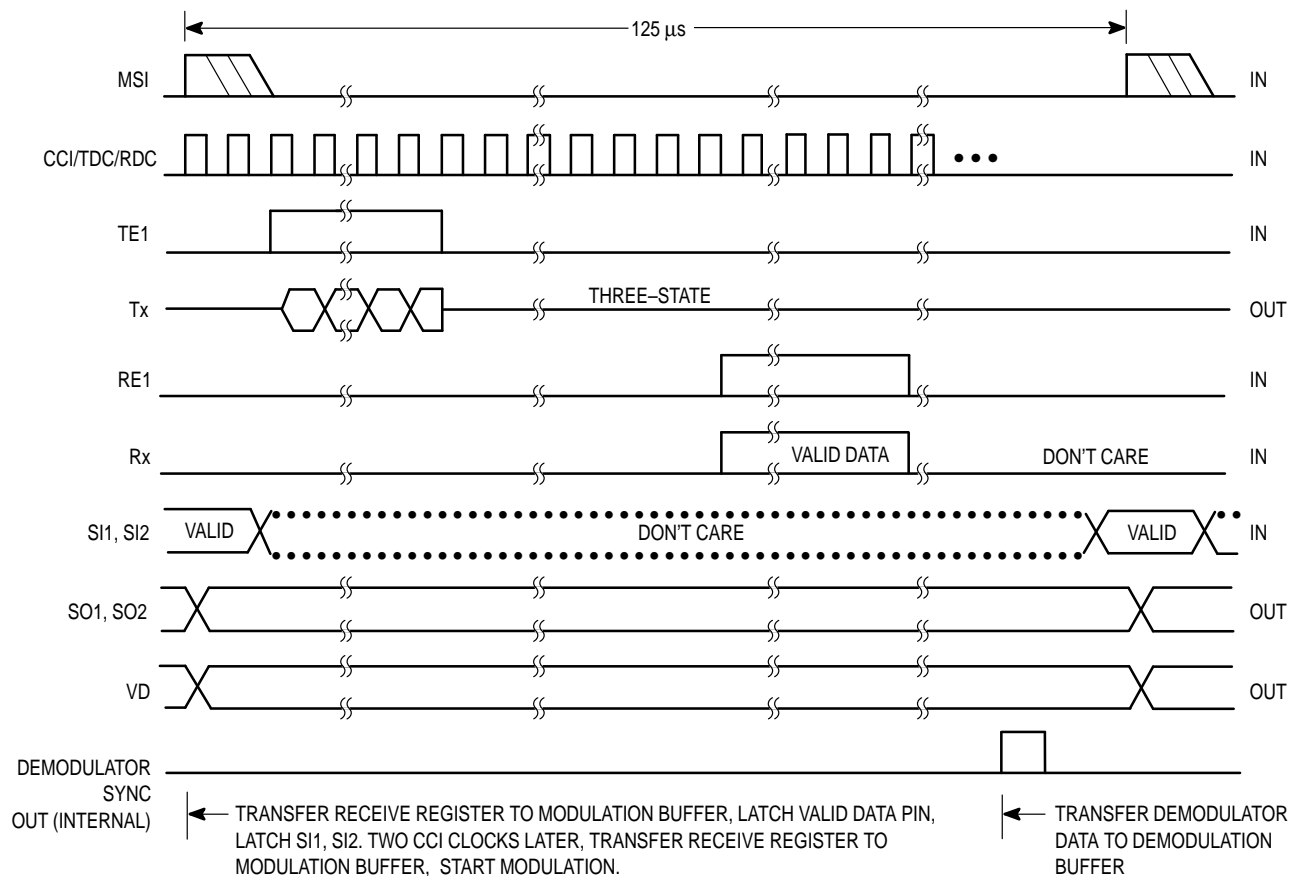 125 µs
MSI
IN
CCI/TDC/RDC
IN
TE1
IN
Tx
THREE–STATE
OUT
RE1
IN
Rx
VALID DATA
DON'T CARE
IN
SI1, SI2
VALID
DON'T CARE
VALID
IN
SO1, SO2
OUT
VD
OUT
DEMODULATOR
SYNC
OUT (INTERNAL)
TRANSFER RECEIVE REGISTER TO MODULATION BUFFER, LATCH VALID DATA PIN,
LATCH SI1, SI2. TWO CCI CLOCKS LATER, TRANSFER RECEIVE REGISTER TO
MODULATION BUFFER, START MODULATION.
TRANSFER DEMODULATOR
DATA TO DEMODULATION
BUFFER